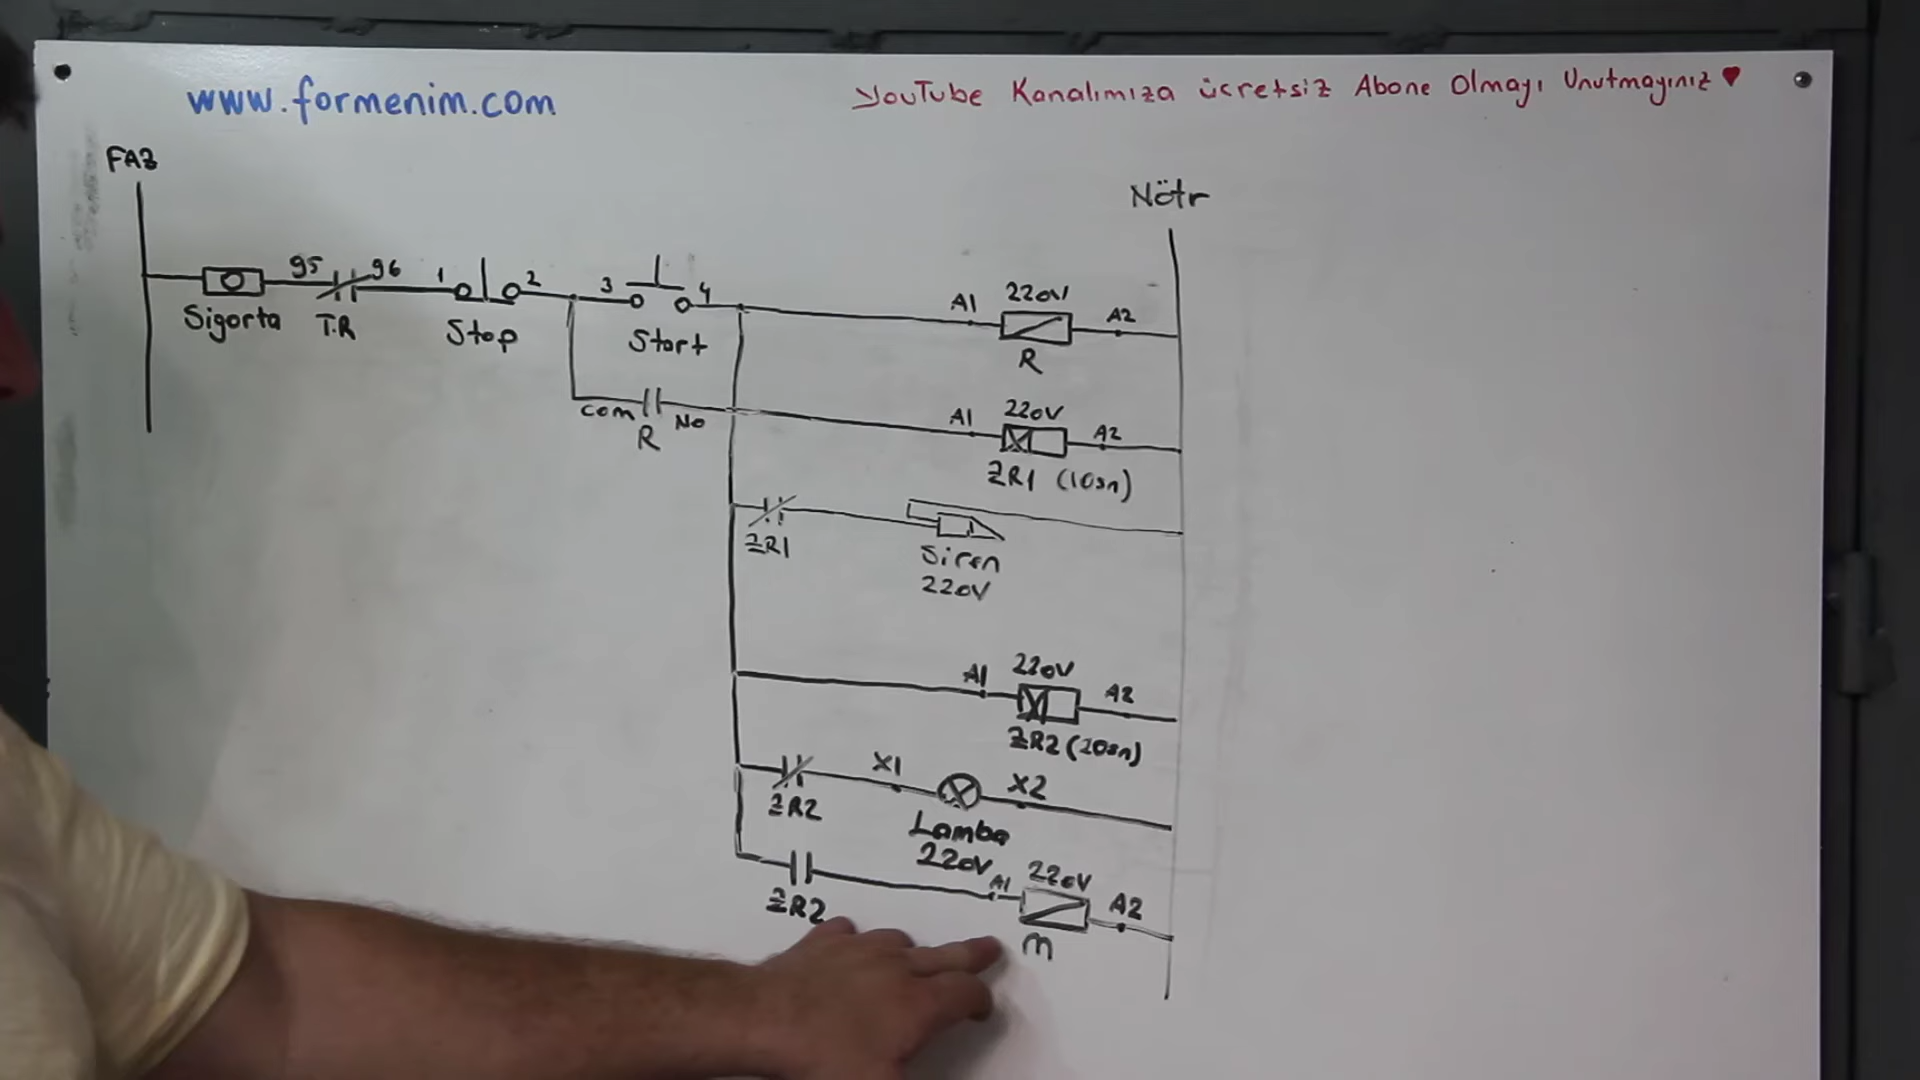 www.formenim.com
YouTube Kanalımıza ücretsiz Abone Olmayı Unutmayınız ♥
FAZ
Nötr
95 96 1 2 3 4
Sigorta T.R Stop Start
A1 220V A2
R
com No
R
A1 220V A2
ZR1 (10sn)
ZR1
Siren
220V
A1 220V A2
ZR2 (20sn)
ZR2
X1 X2
Lamba
220V
ZR2
A1 220V A2
M